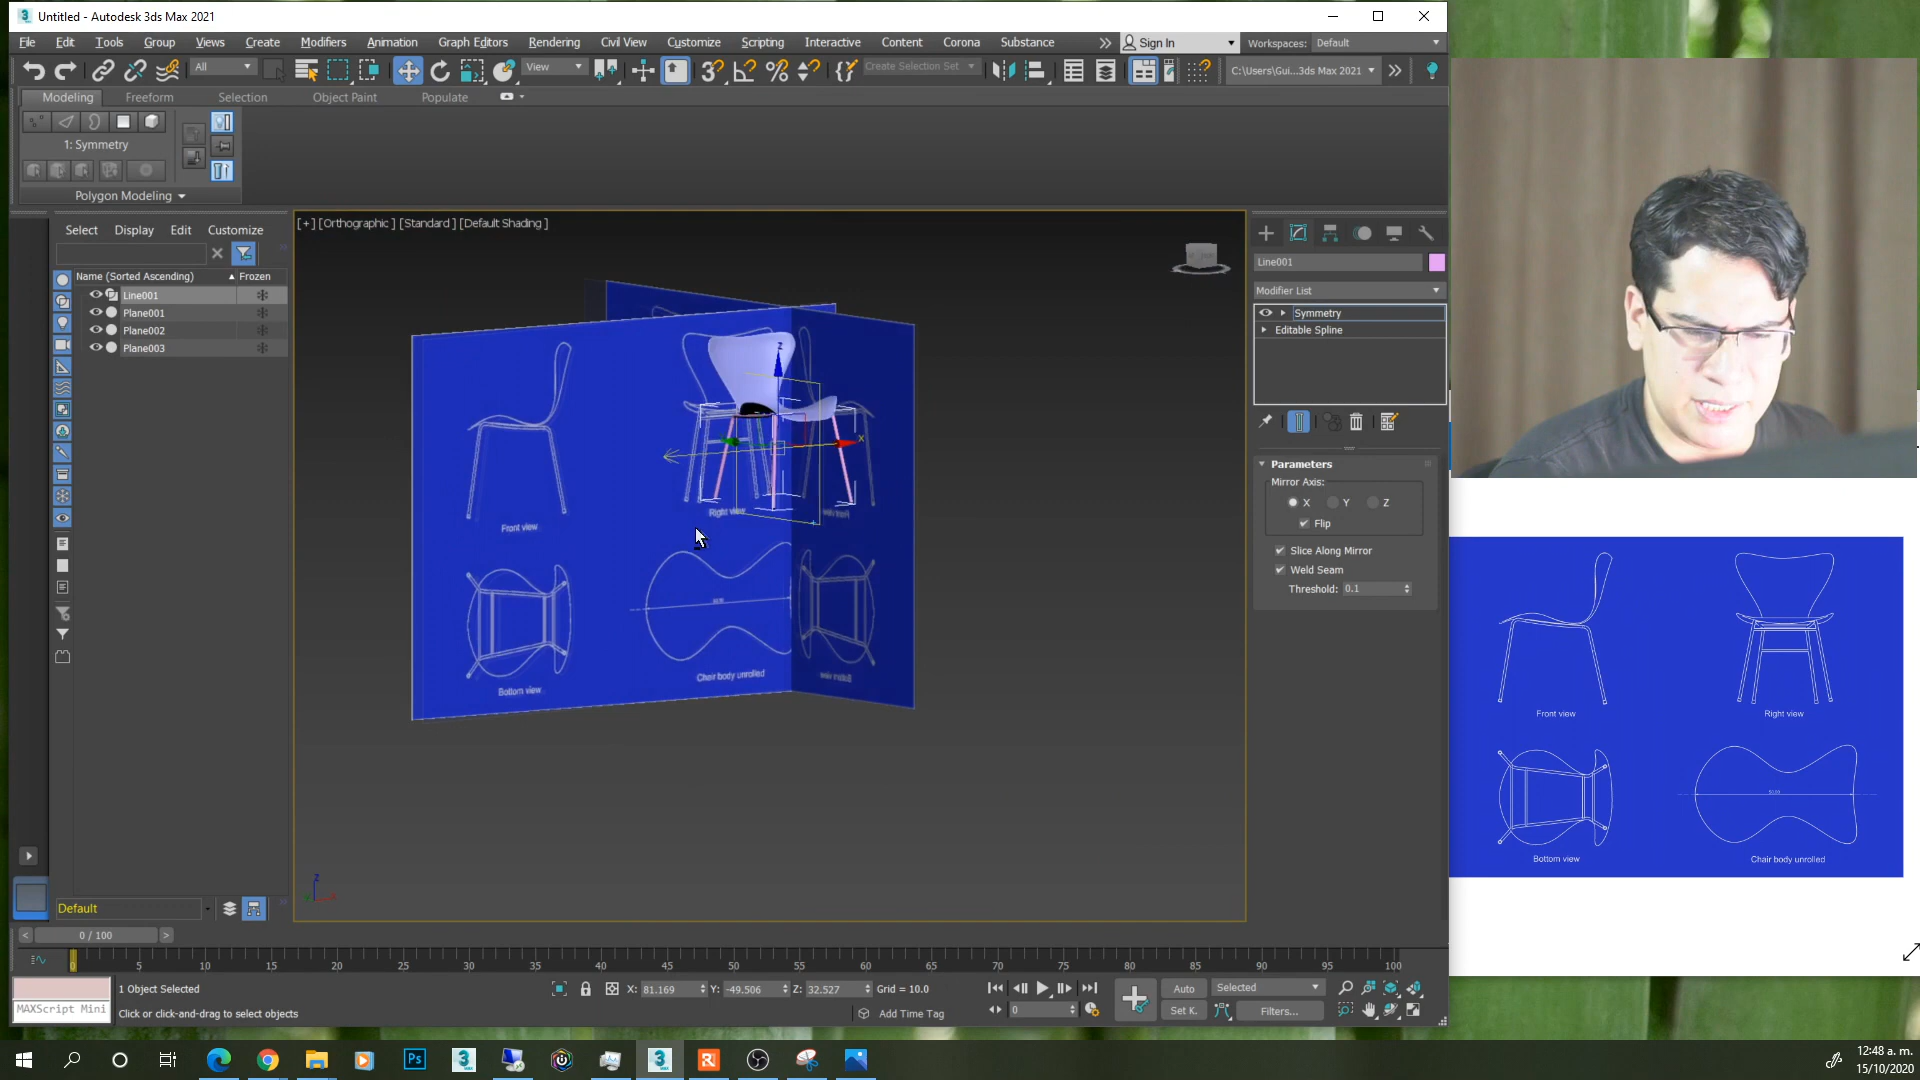 Untitled - Autodesk 3ds Max 2021
File Edit Tools Group Views Create Modifiers Animation Graph Editors Rendering Civil View Customize Scripting Interactive Content Corona Substance
Sign In
Workspaces: Default
All
View
Create Selection Set
C:\Users\Gui...3ds Max 2021
Modeling Freeform Selection Object Paint Populate
1: Symmetry
Polygon Modeling
Select Display Edit Customize
Name (Sorted Ascending) Frozen
Line001
Plane001
Plane002
Plane003
[+] [Orthographic ] [Standard ] [Default Shading ]
Front view
Right view
Bottom view
Chair body unrolled
Line001
Modifier List
Symmetry
Editable Spline
Parameters
Mirror Axis:
X Y Z
Flip
Slice Along Mirror
Weld Seam
Threshold: 0.1
Front view
Right view
Bottom view
Chair body unrolled
Default
0 / 100
0 5 10 15 20 25 30 35 40 45 50 55 60 65 70 75 80 85 90 95 100
MAXScript Mini
1 Object Selected
Click or click-and-drag to select objects
X: 81.169 Y: -49.506 Z: 32.527 Grid = 10.0
Add Time Tag
0
Auto Selected
Set K. Filters...
12:48 a. m.
15/10/2020